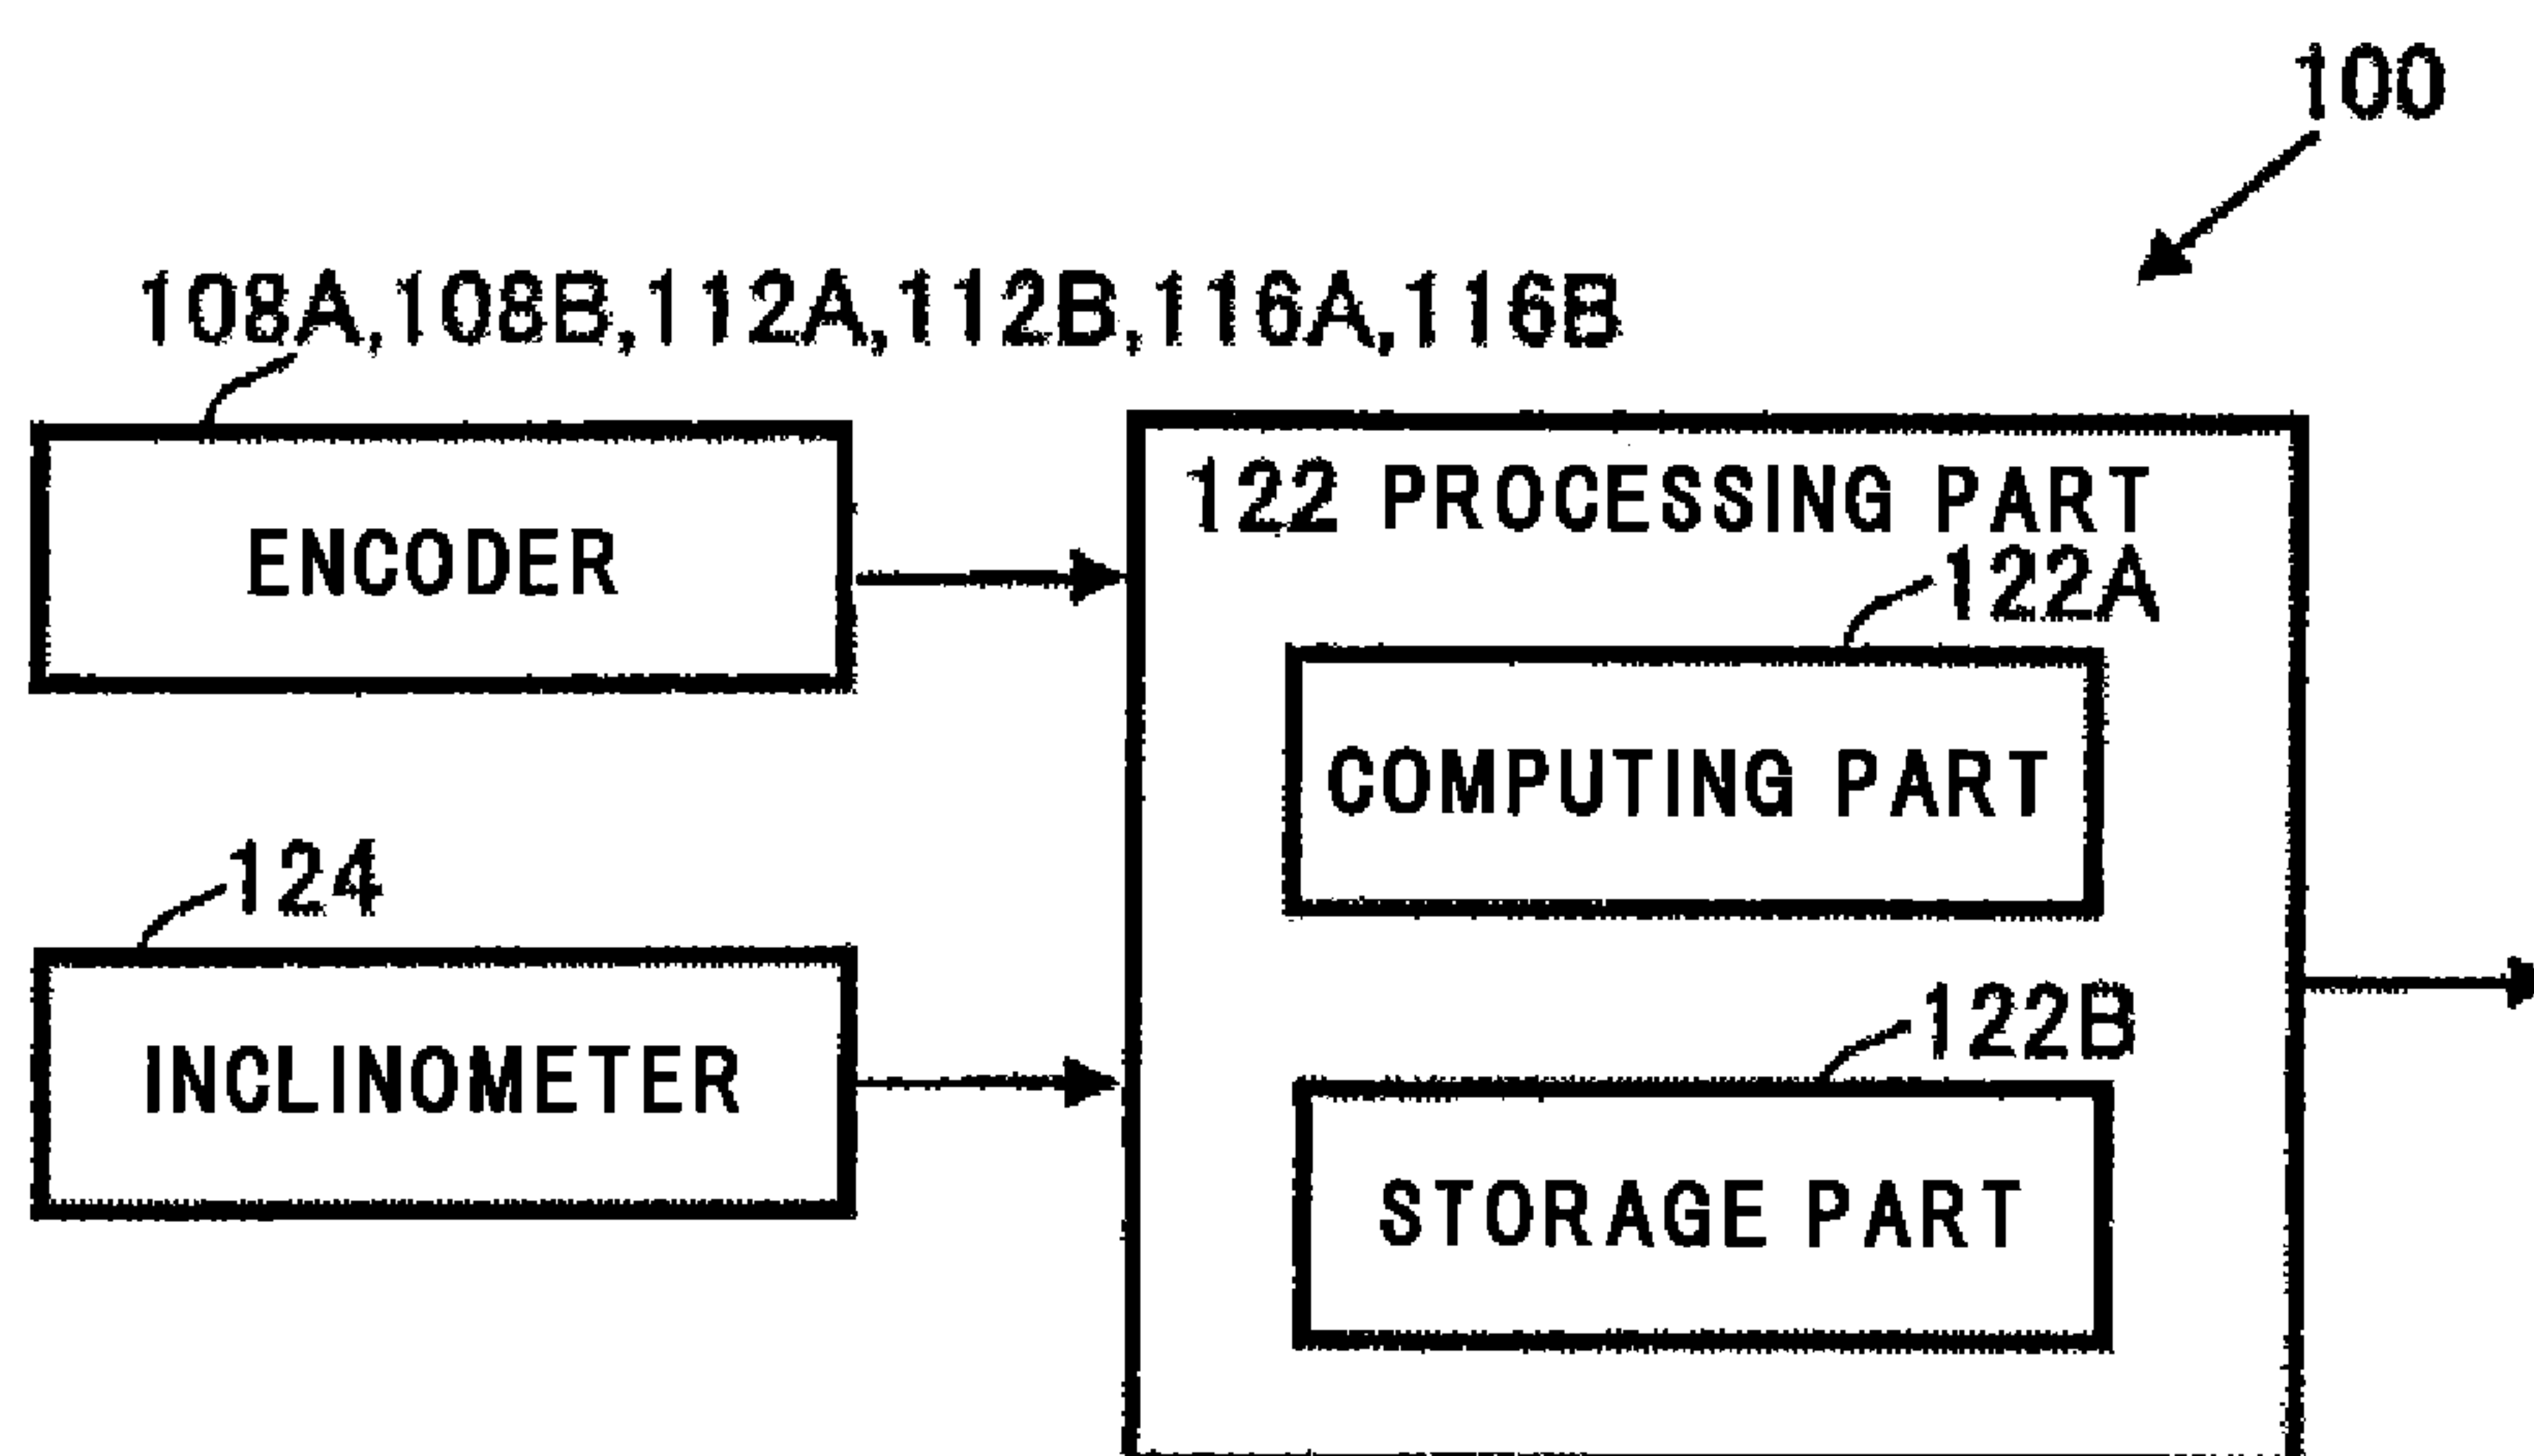 100
108A,108B,112A,112B,116A,116B
ENCODER
122 PROCESSING PART
122A
COMPUTING PART
124
INCLINOMETER
122B
STORAGE PART